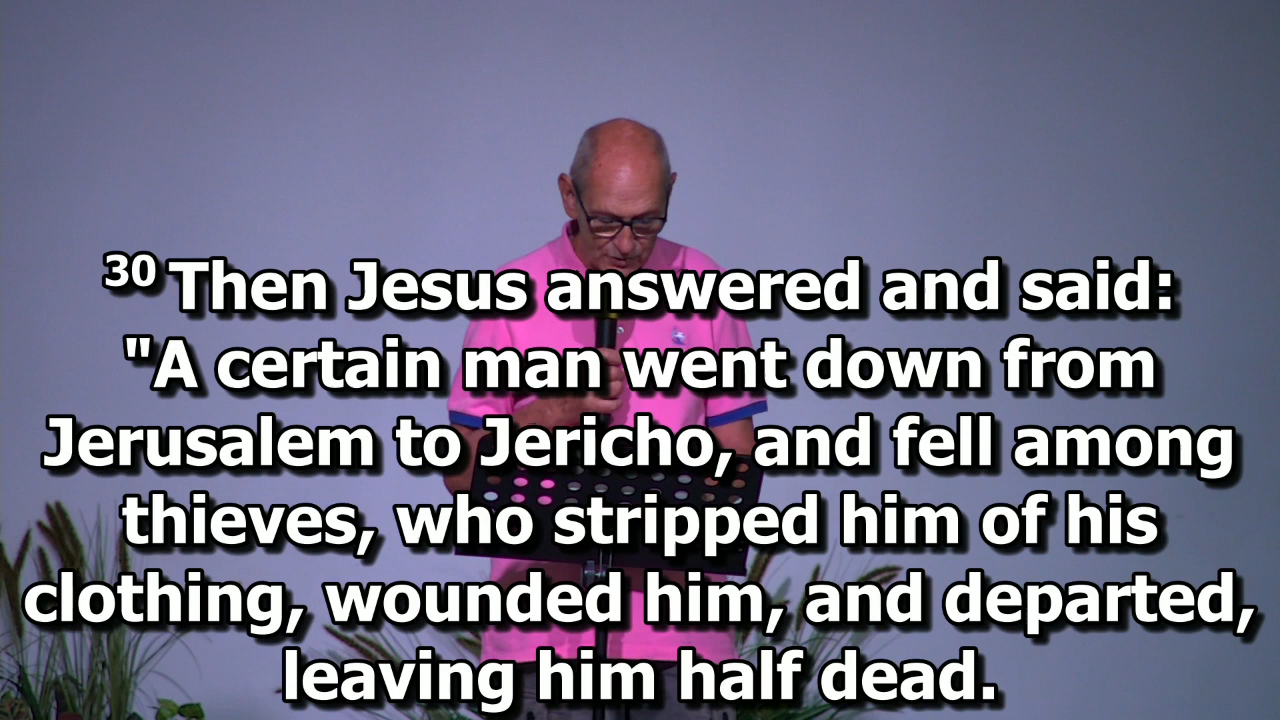 30 Then Jesus answered and said:
"A certain man went down from
Jerusalem to Jericho, and fell among
thieves, who stripped him of his
clothing, wounded him, and departed,
leaving him half dead.